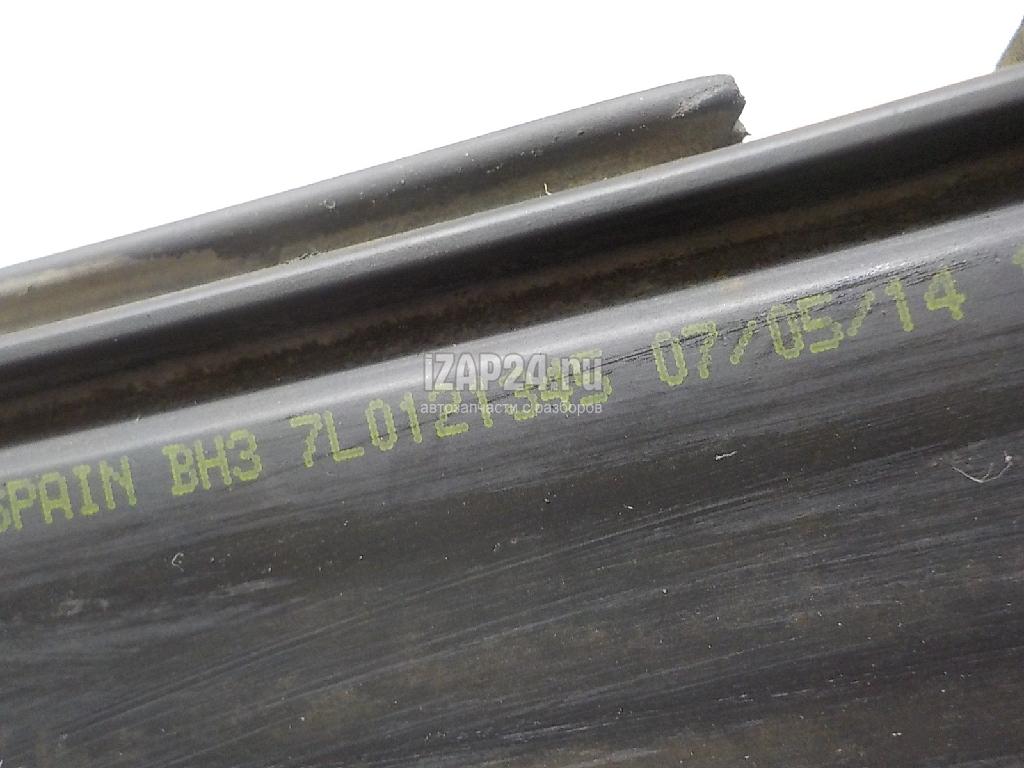 SPAIN BH3 7L0121345 07/05/14
iZAP24.ru
автозапчасти с разборов